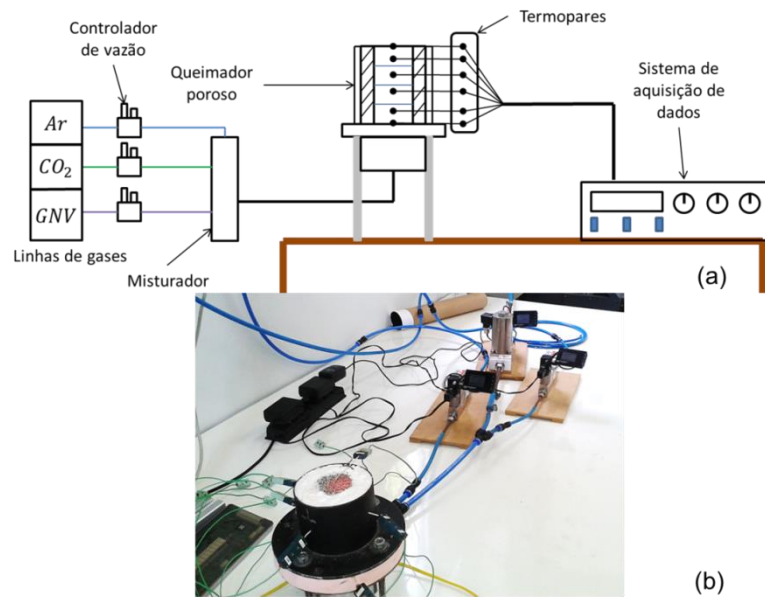 Controlador
de vazão
Queimador
poroso
Termopares
Sistema de
aquisição de
dados
Ar
CO₂
GNV
Linhas de gases
Misturador
(a)
(b)